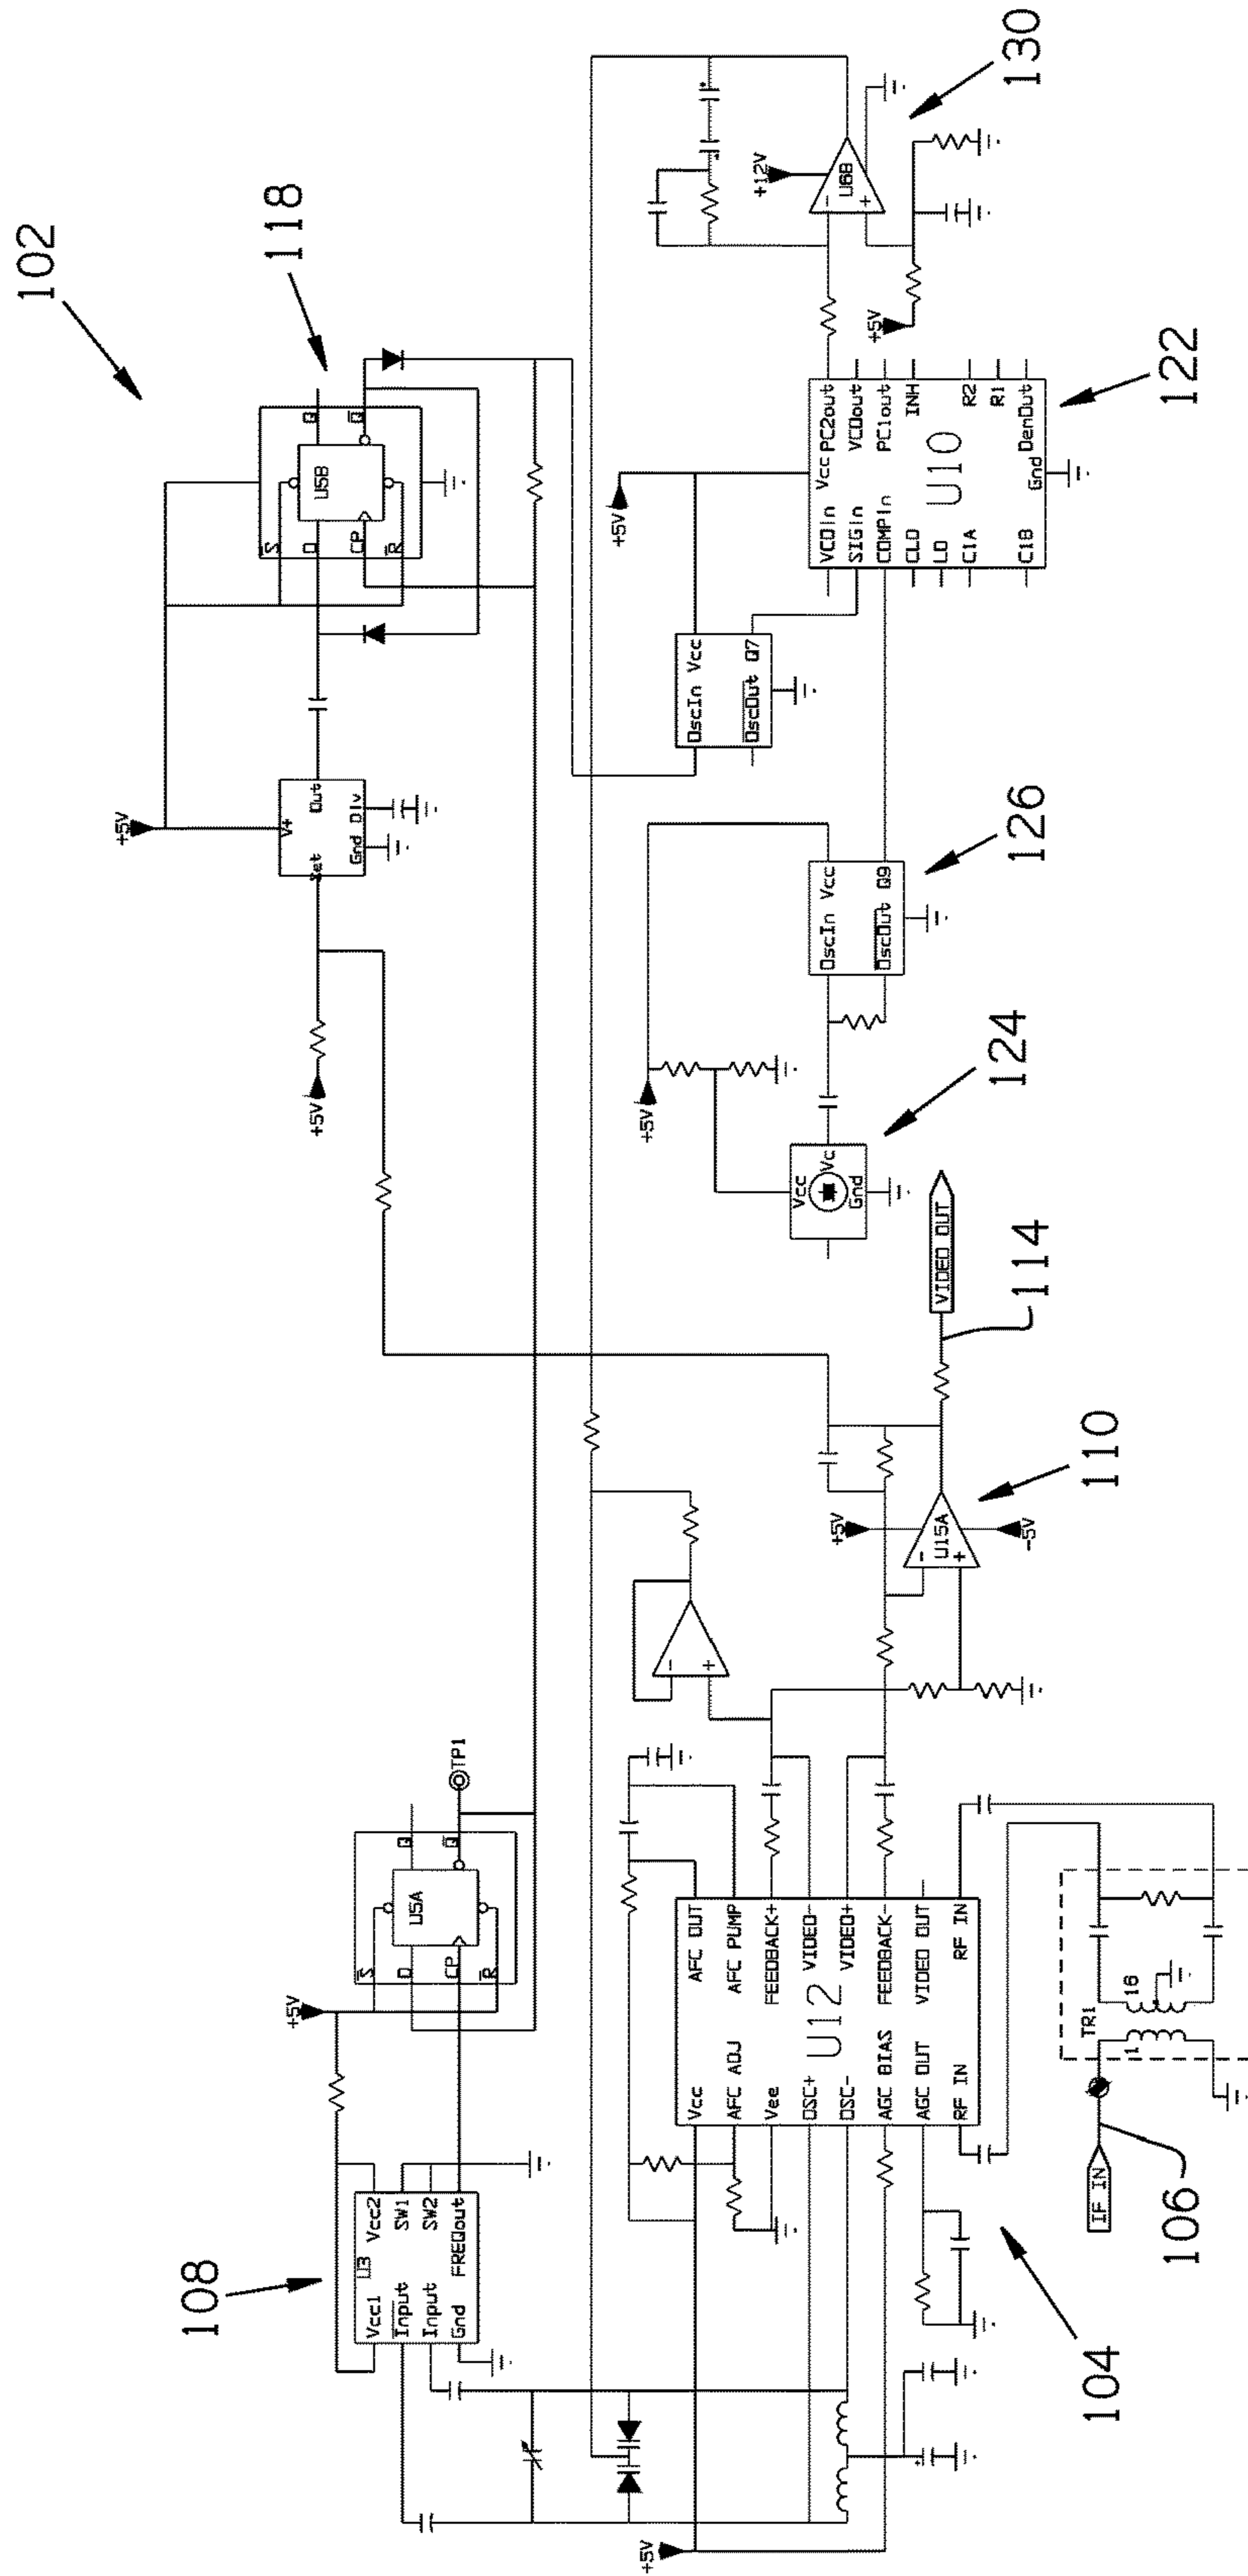 102
118
+5V
V+
Set
Out
Gnd
Div
+5V
S
D
CP
R
U5B
Q
Q
108
U3
Vcc1
Vcc2
Input
SW1
Input
SW2
Gnd
FREQout
+5V
S
D
CP
R
U5A
Q
Q
TP1
+5V
Vcc
AFC OUT
AFC ADJ
AFC PUMP
Vee
FEEDBACK+
OSC+
VIDEO-
U12
OSC-
VIDEO+
AGC BIAS
FEEDBACK-
AGC OUT
VIDEO OUT
RF IN
RF IN
104
IF IN
106
TR1
1
16
-
+
+5V
-
U15A
+
-5V
110
VIDEO OUT
114
+5V
Vcc
Vc
Gnd
124
OscIn
Vcc
OscOut
Q9
126
OscIn
Vcc
OscOut
Q7
+5V
Vcc
PC2out
VCOin
VCOout
SIGin
PC1out
COMPin
INH
U10
CLD
LD
R2
C1A
R1
C1B
Gnd
DemOut
122
+5V
+12V
-
U6B
+
130